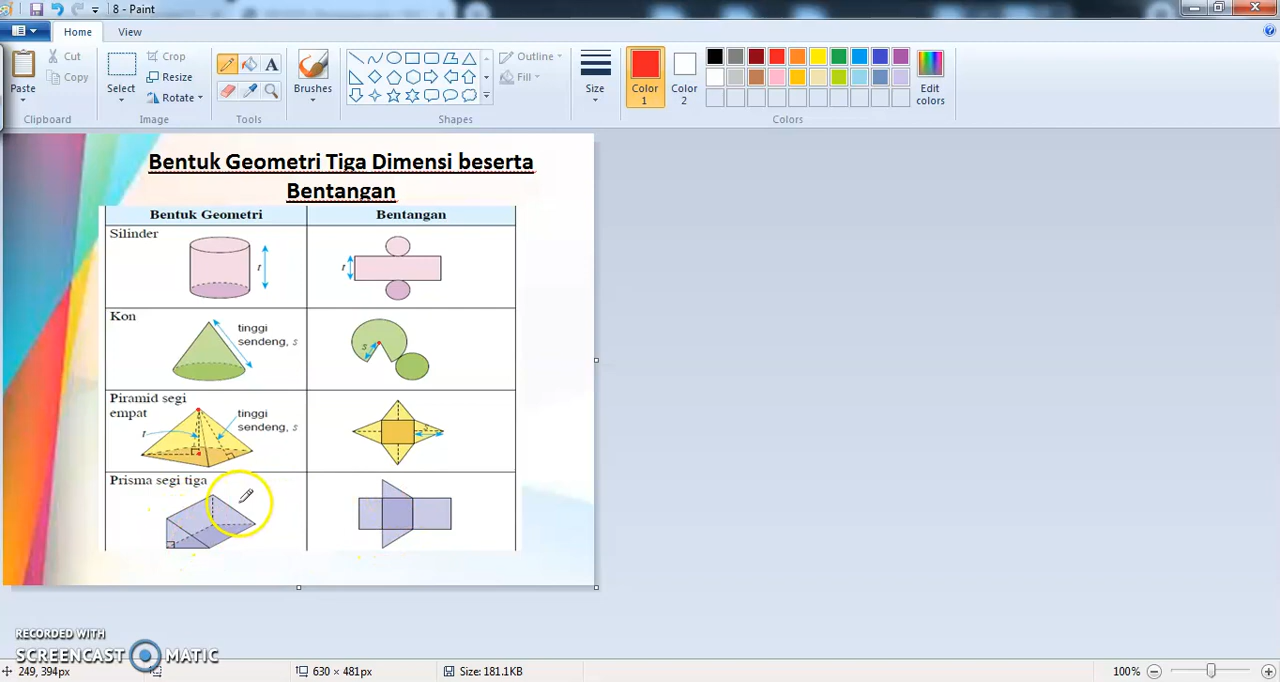 8 - Paint
Home
View
Paste
Cut
Copy
Clipboard
Select
Crop
Resize
Rotate
Image
A
Tools
Brushes
Outline
Fill
Shapes
Size
Color
1
Color
2
Edit
colors
Colors
Bentuk Geometri Tiga Dimensi beserta
Bentangan
Bentuk Geometri
Bentangan
Silinder
t
t
Kon
tinggi
sendeng, s
s
Piramid segi
empat
t
tinggi
sendeng, s
s
Prisma segi tiga
RECORDED WITH
SCREENCAST MATIC
249, 394px
630 × 481px
Size: 181.1KB
100%